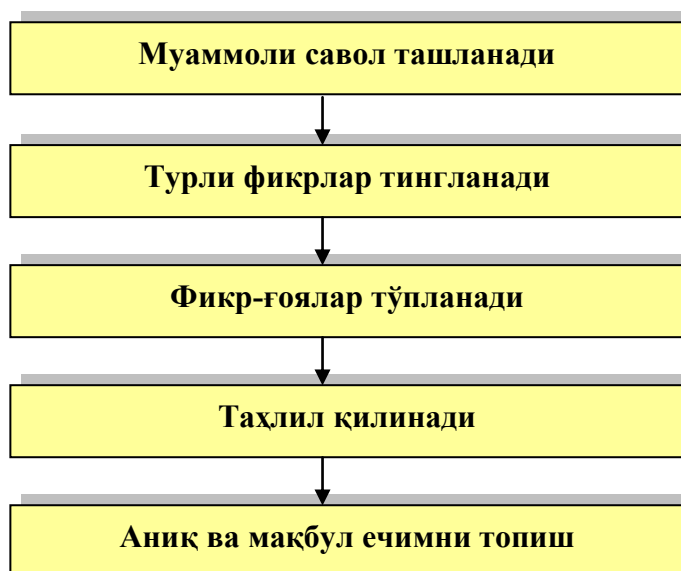 Муаммоли савол ташланади
Турли фикрлар тингланади
Фикр-ғоялар тўпланади
Таҳлил қилинади
Аниқ ва мақбул ечимни топиш